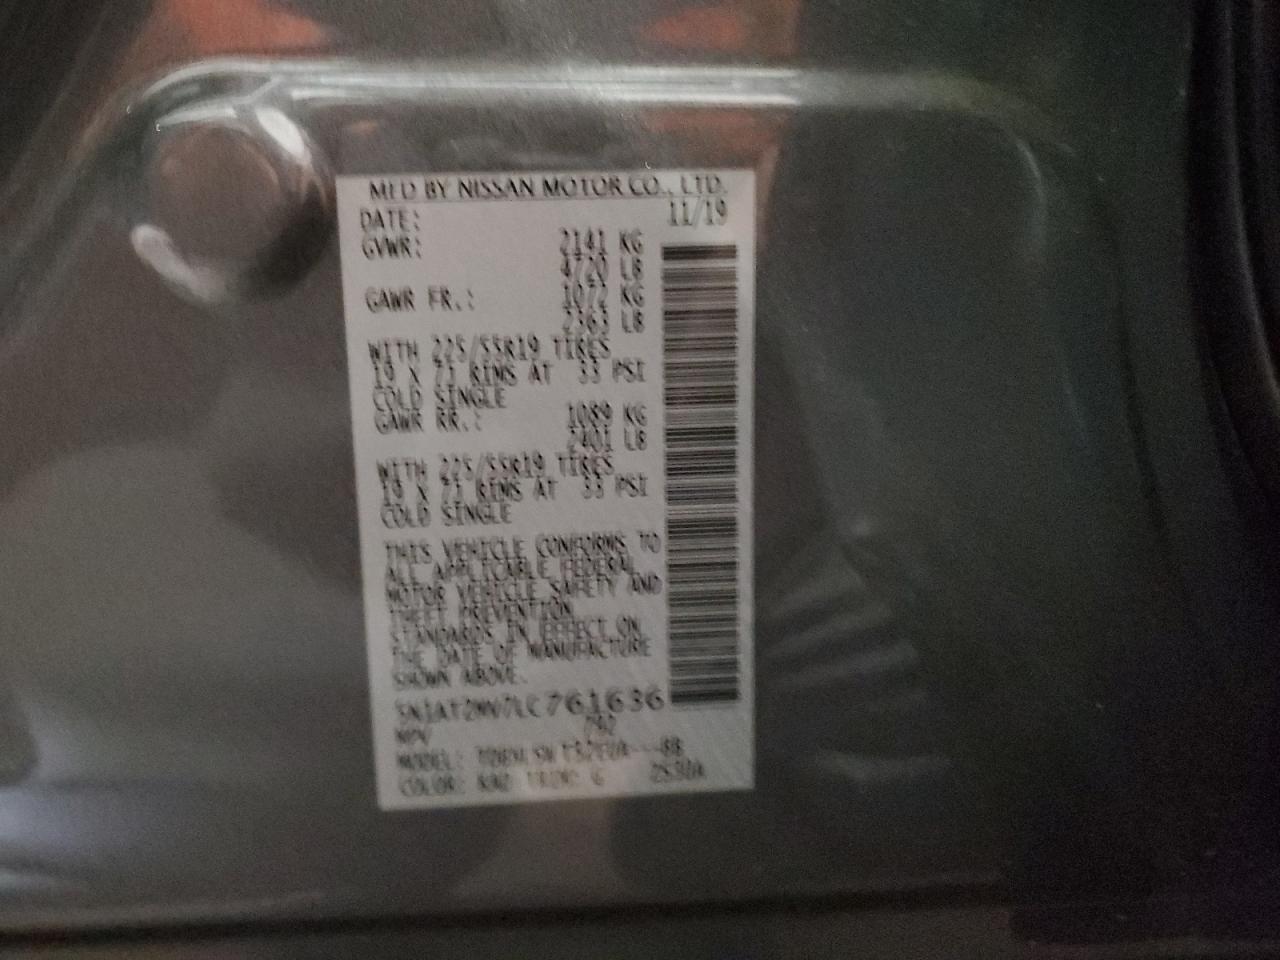 MFD BY NISSAN MOTOR CO., LTD.
DATE: 11/19
GVWR: 2141 KG
4720 LB
GAWR FR.: 1072 KG
2363 LB
WITH 225/55R19 TIRES
19 X 7J RIMS AT 33 PSI
COLD SINGLE
GAWR RR.: 1089 KG
2401 LB
WITH 225/55R19 TIRES
19 X 7J RIMS AT 33 PSI
COLD SINGLE
THIS VEHICLE CONFORMS TO
ALL APPLICABLE FEDERAL
MOTOR VEHICLE SAFETY AND
THEFT PREVENTION
STANDARDS IN EFFECT ON
THE DATE OF MANUFACTURE
SHOWN ABOVE.
5N1AT2MV7LC761636
MPV
MODEL:
COLOR: KAD TRIM: G